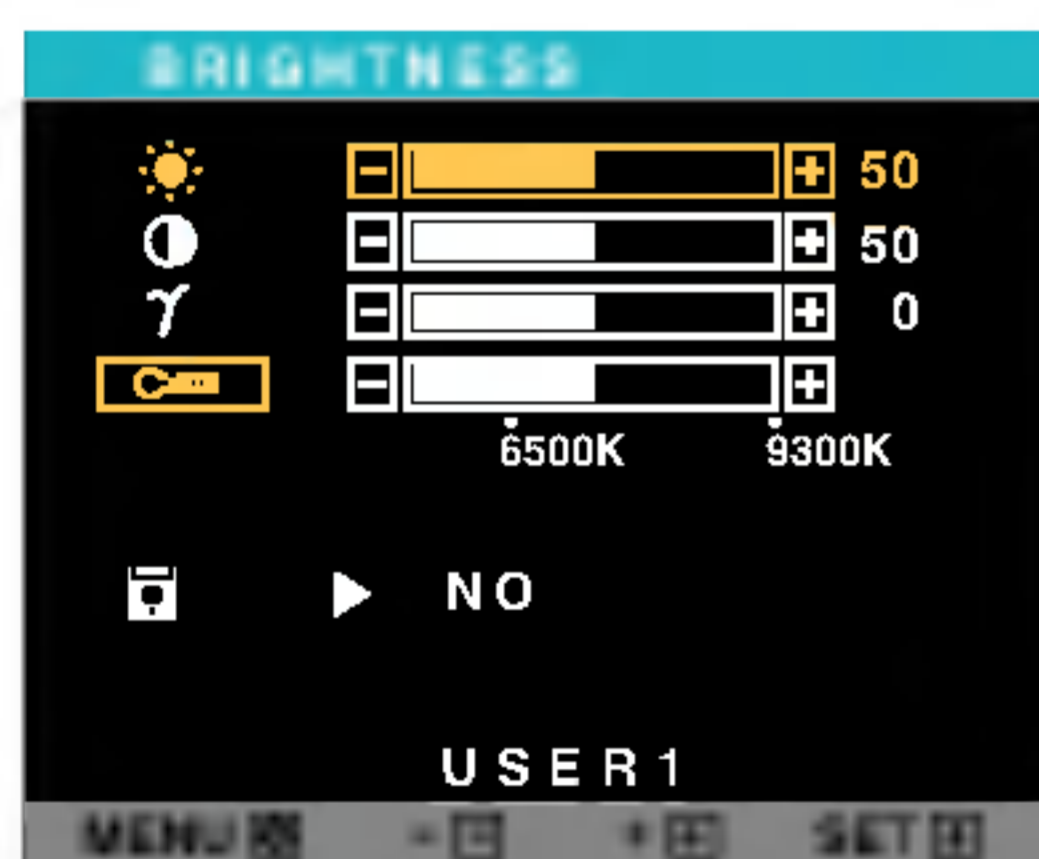 BRIGHTNESS
- + 50
- + 50
γ - + 0
- +
6500K 9300K
NO
USER1
MENU - + SET